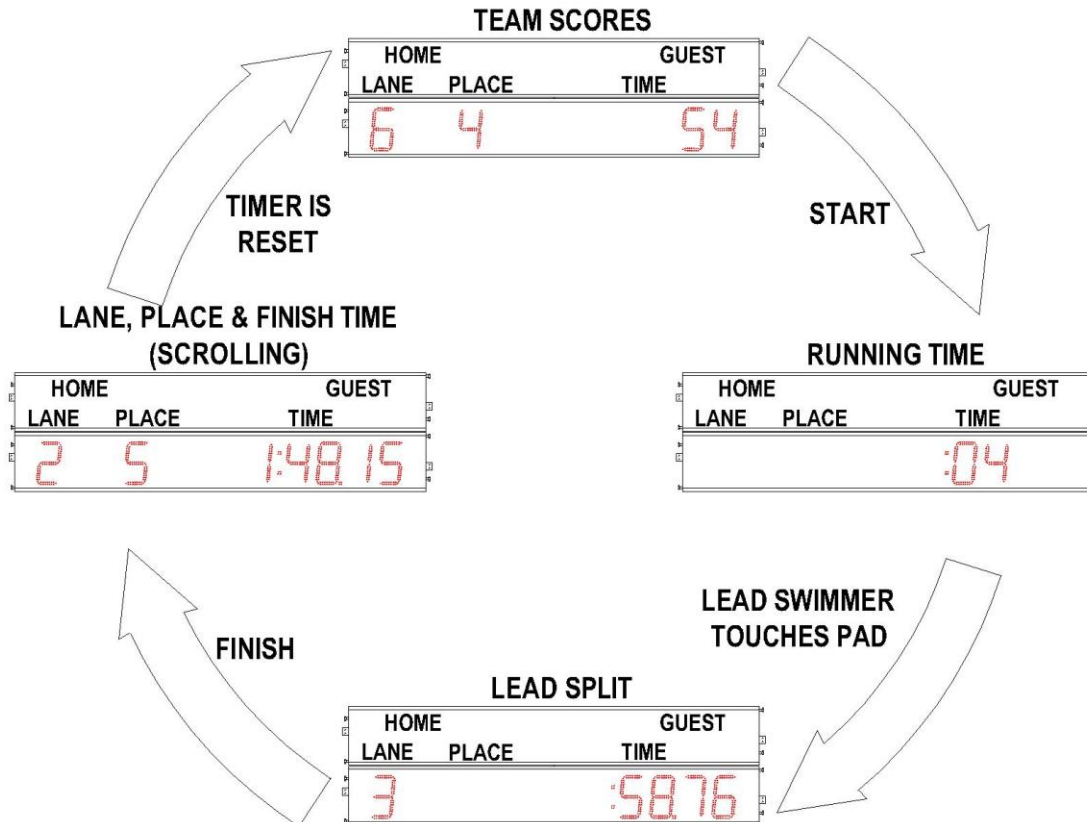 TEAM SCORES
HOME GUEST
LANE PLACE TIME
6 4 54
START
TIMER IS
RESET
LANE, PLACE & FINISH TIME
(SCROLLING)
HOME GUEST
LANE PLACE TIME
2 5 1:48.15
RUNNING TIME
HOME GUEST
LANE PLACE TIME
:04
LEAD SWIMMER
TOUCHES PAD
FINISH
LEAD SPLIT
HOME GUEST
LANE PLACE TIME
3 :58.76